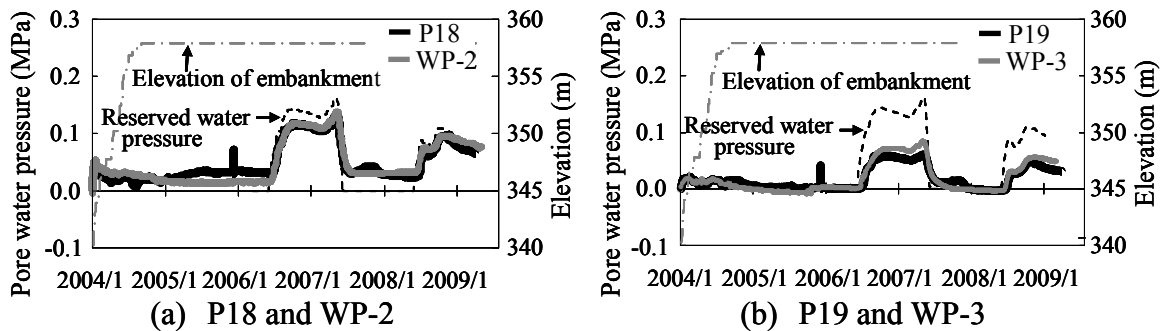 Pore water pressure (MPa)
0.3
0.2
0.1
0.0
-0.1
P18
WP-2
Elevation of embankment
Reserved water
pressure
360
355
350
345
340
Elevation (m)
2004/1 2005/1 2006/1 2007/1 2008/1 2009/1
(a) P18 and WP-2
Pore water pressure (MPa)
0.3
0.2
0.1
0.0
-0.1
P19
WP-3
Elevation of embankment
Reserved water
pressure
360
355
350
345
340
Elevation (m)
2004/1 2005/1 2006/1 2007/1 2008/1 2009/1
(b) P19 and WP-3